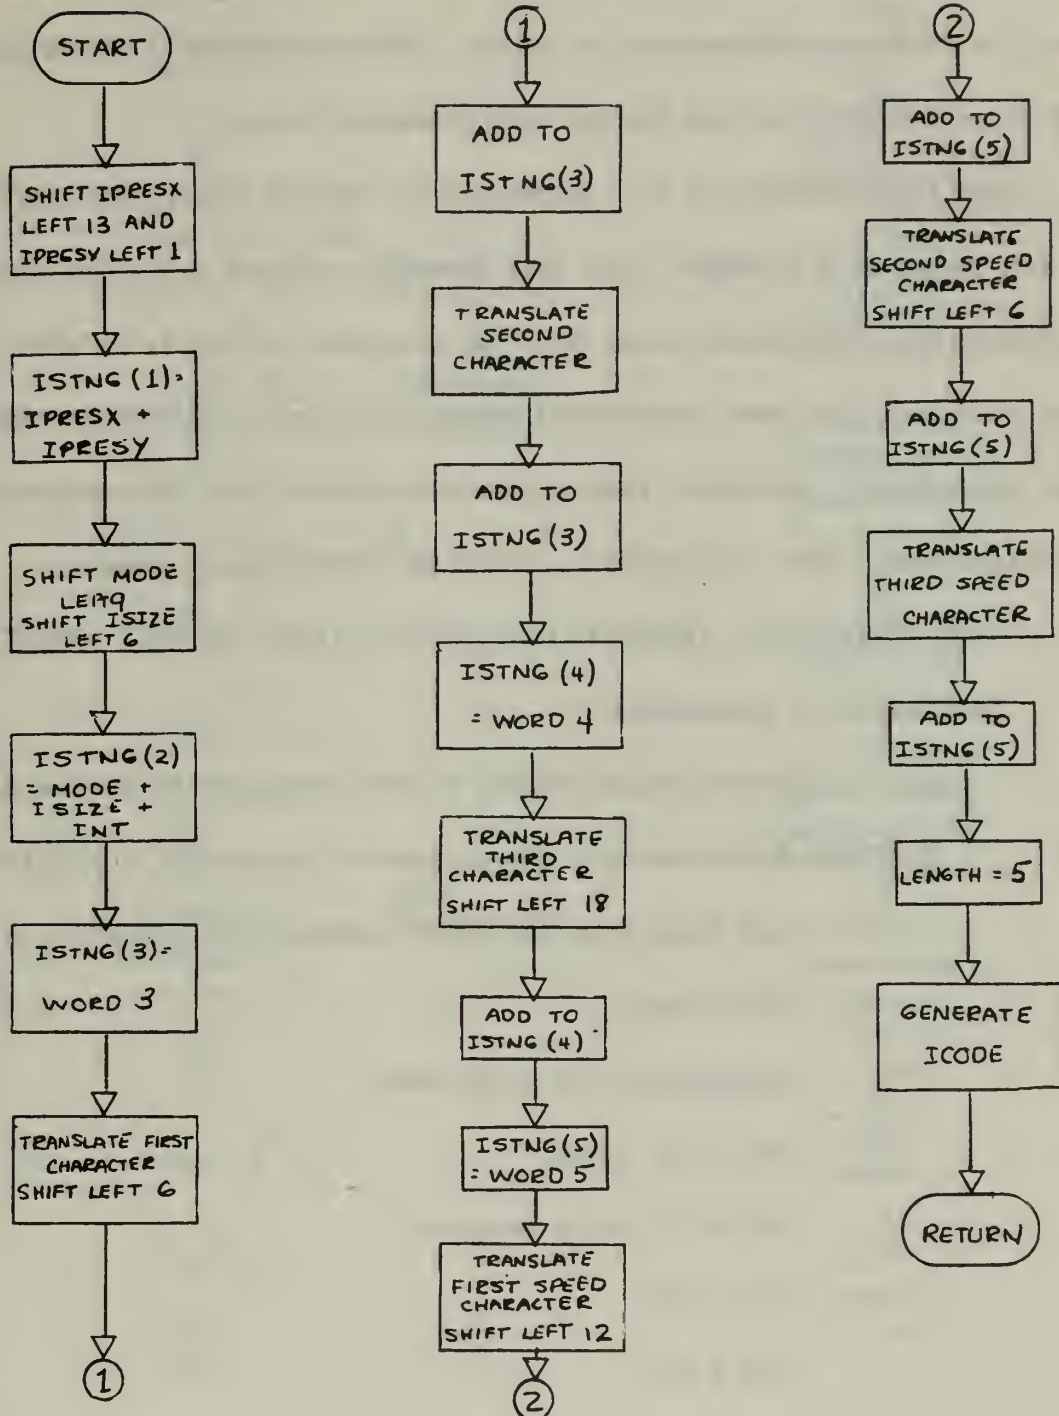 START
SHIFT IPRESX
LEFT 13 AND
IPRESY LEFT 1
ISTNG (1) =
IPRESX +
IPRESY
SHIFT MODE
LEFT 9
SHIFT ISIZE
LEFT 6
ISTNG (2)
= MODE +
ISIZE +
INT
ISTNG (3) =
WORD 3
TRANSLATE FIRST
CHARACTER
SHIFT LEFT 6
1
1
ADD TO
ISTNG (3)
TRANSLATE
SECOND
CHARACTER
ADD TO
ISTNG (3)
ISTNG (4)
= WORD 4
TRANSLATE
THIRD
CHARACTER
SHIFT LEFT 18
ADD TO
ISTNG (4)
ISTNG (5)
= WORD 5
TRANSLATE
FIRST SPEED
CHARACTER
SHIFT LEFT 12
2
2
ADD TO
ISTNG (5)
TRANSLATE
SECOND SPEED
CHARACTER
SHIFT LEFT 6
ADD TO
ISTNG (5)
TRANSLATE
THIRD SPEED
CHARACTER
ADD TO
ISTNG (5)
LENGTH = 5
GENERATE
ICODE
RETURN